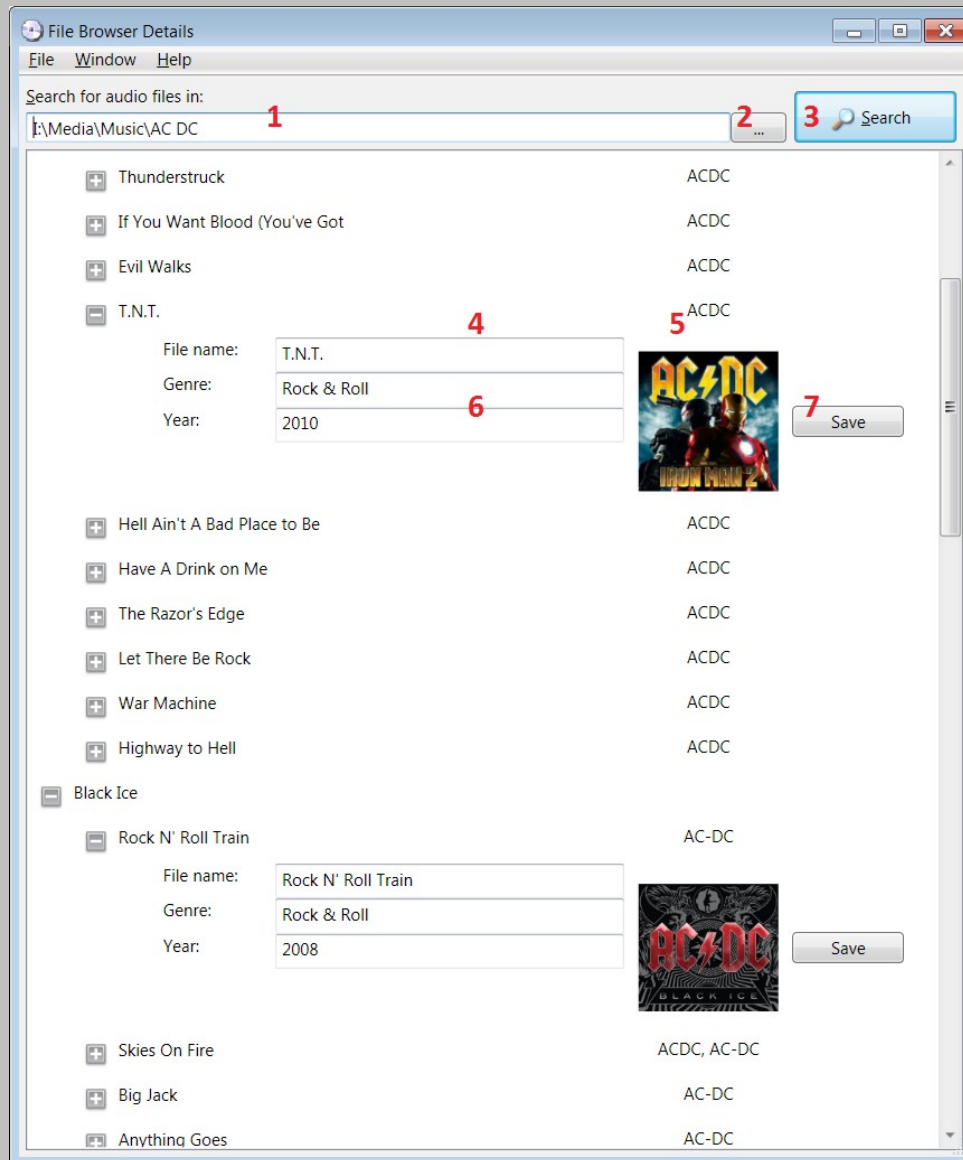 File Browser Details
File Window Help
Search for audio files in:
I:\Media\Music\AC DC 1 2 ... 3 Search
Thunderstruck ACDC
If You Want Blood (You've Got ACDC
Evil Walks ACDC
T.N.T. ACDC
4 5
File name: T.N.T.
Genre: Rock & Roll
6 7
Year: 2010
AC DC
IRON MAN 2
Save
Hell Ain't A Bad Place to Be ACDC
Have A Drink on Me ACDC
The Razor's Edge ACDC
Let There Be Rock ACDC
War Machine ACDC
Highway to Hell ACDC
Black Ice
Rock N' Roll Train AC-DC
File name: Rock N' Roll Train
Genre: Rock & Roll
Year: 2008
AC DC
BLACK ICE
Save
Skies On Fire ACDC, AC-DC
Big Jack AC-DC
Anything Goes AC-DC